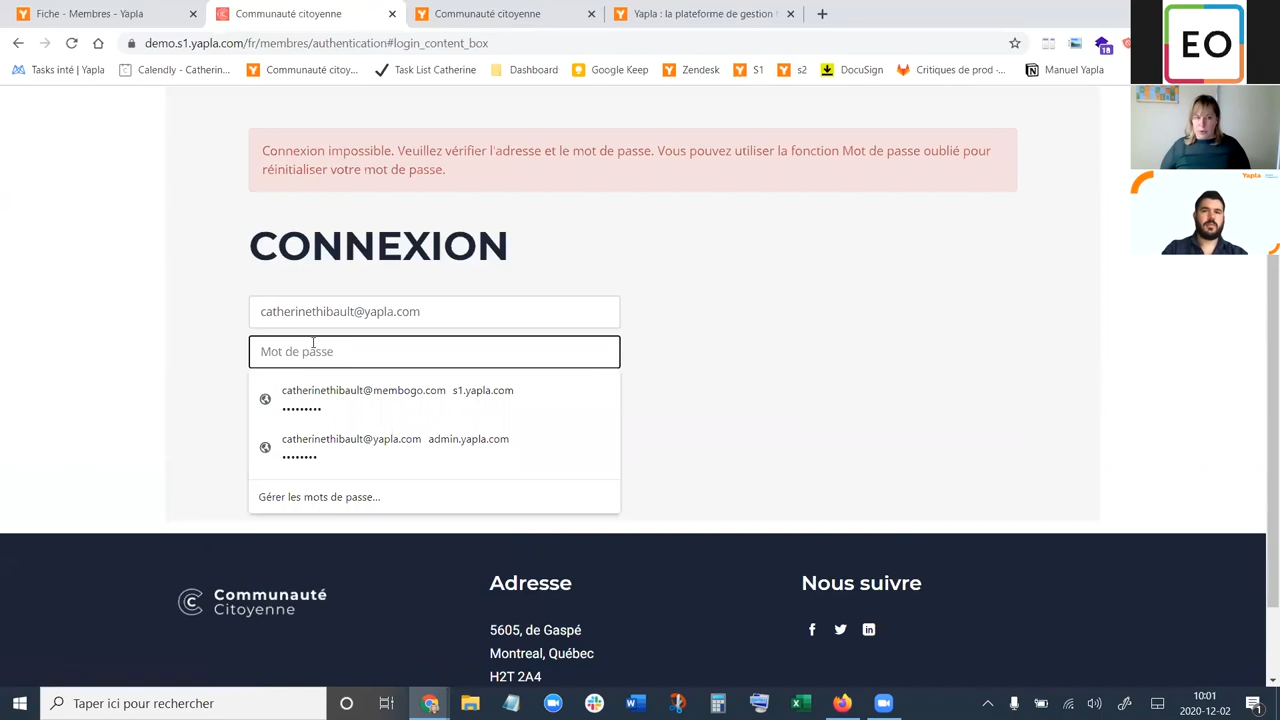 Fiche - Membres - Yapla
Communauté citoyenne
Communauté citoyenne
Yapla : la plateforme de gestion
demo.s1.yapla.com/fr/membres/authentication#login_content_box
18
Tasks inté | Yapla
Calendly - Catherin...
Communauté citoy...
Task List Catherine
Dashboard
Google Keep
Zendesk
S1
s2
DocuSign
Critiques de prod -...
Manuel Yapla
EO
Yapla
Connexion impossible. Veuillez vérifier l'adresse et le mot de passe. Vous pouvez utiliser la fonction Mot de passe oublié pour
réinitialiser votre mot de passe.
CONNEXION
catherinethibault@yapla.com
Mot de passe
catherinethibault@membogo.com s1.yapla.com
•••••••••
catherinethibault@yapla.com admin.yapla.com
••••••••
Gérer les mots de passe...
Communauté
Citoyenne
Adresse
5605, de Gaspé
Montreal, Québec
H2T 2A4
Nous suivre
Taper ici pour rechercher
10:01
2020-12-02
1